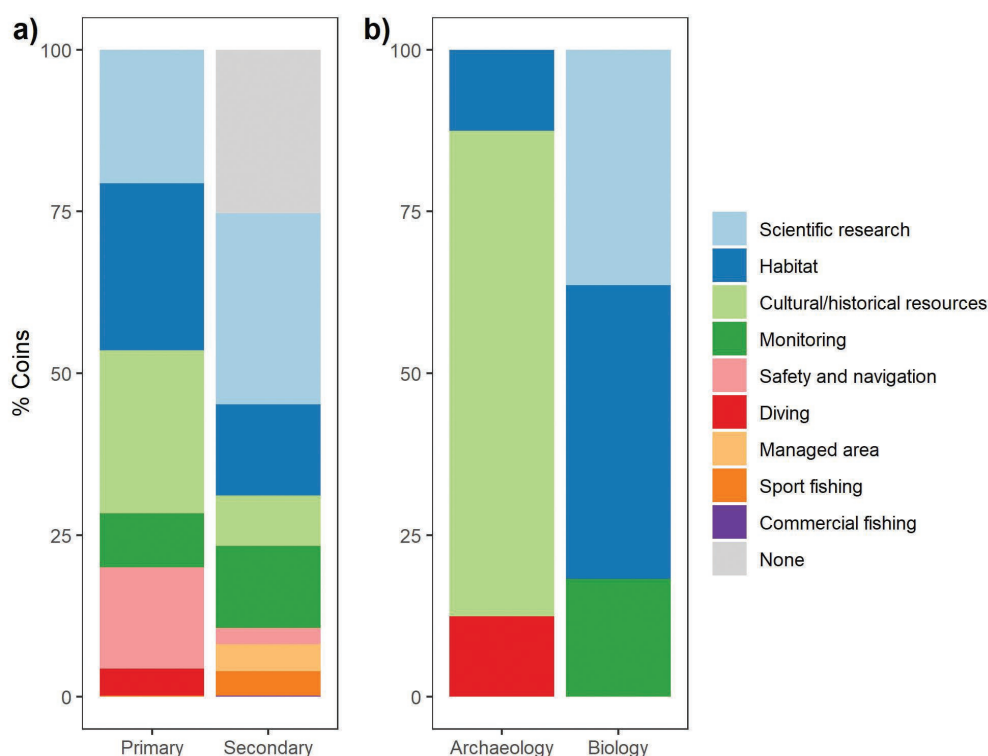 a)
b)
% Coins
100
75
50
25
0
Primary
Secondary
100
75
50
25
0
Archaeology
Biology
Scientific research
Habitat
Cultural/historical resources
Monitoring
Safety and navigation
Diving
Managed area
Sport fishing
Commercial fishing
None